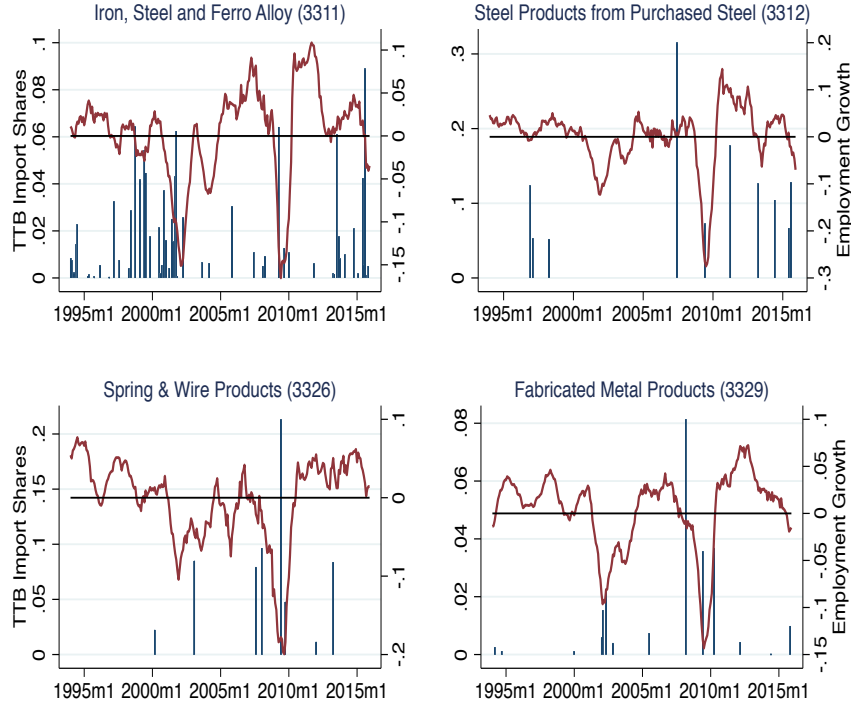 Iron, Steel and Ferro Alloy (3311)
TTB Import Shares
0 .02 .04 .06 .08 .1
-.15 -.1 -.05 0 .05 .1
1995m1 2000m1 2005m1 2010m1 2015m1
Steel Products from Purchased Steel (3312)
0 .1 .2 .3
-.3 -.2 -.1 0 .1 .2
Employment Growth
1995m1 2000m1 2005m1 2010m1 2015m1
Spring & Wire Products (3326)
TTB Import Shares
0 .05 .1 .15 .2
-.2 -.1 0 .1
1995m1 2000m1 2005m1 2010m1 2015m1
Fabricated Metal Products (3329)
0 .02 .04 .06 .08
-.15 -.1 -.05 0 .05 .1
Employment Growth
1995m1 2000m1 2005m1 2010m1 2015m1